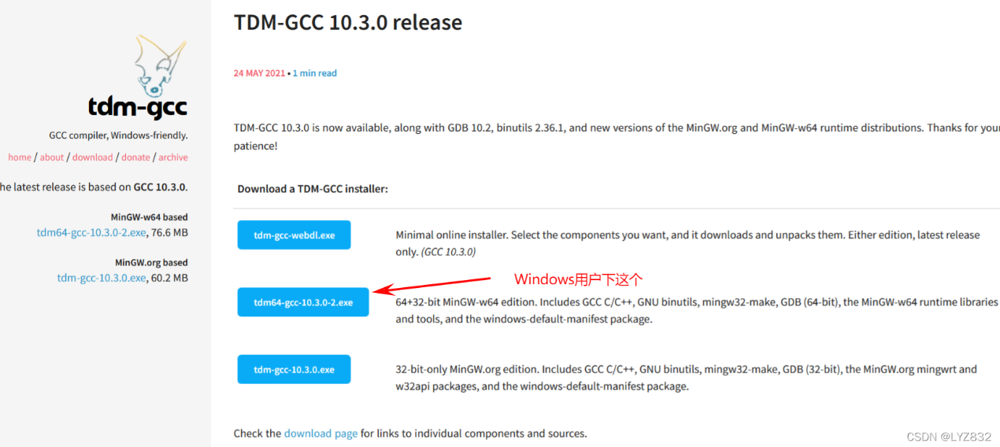 tdm-gcc
GCC compiler, Windows-friendly.
home / about / download / donate / archive
he latest release is based on GCC 10.3.0.
MinGW-w64 based
tdm64-gcc-10.3.0-2.exe, 76.6 MB
MinGW.org based
tdm-gcc-10.3.0.exe, 60.2 MB
TDM-GCC 10.3.0 release
24 MAY 2021 • 1 min read
TDM-GCC 10.3.0 is now available, along with GDB 10.2, binutils 2.36.1, and new versions of the MinGW.org and MinGW-w64 runtime distributions. Thanks for your
patience!
Download a TDM-GCC installer:
tdm-gcc-webdl.exe
Minimal online installer. Select the components you want, and it downloads and unpacks them. Either edition, latest release
only. (GCC 10.3.0)
Windows用户下这个
tdm64-gcc-10.3.0-2.exe
64+32-bit MinGW-w64 edition. Includes GCC C/C++, GNU binutils, mingw32-make, GDB (64-bit), the MinGW-w64 runtime libraries
and tools, and the windows-default-manifest package.
tdm-gcc-10.3.0.exe
32-bit-only MinGW.org edition. Includes GCC C/C++, GNU binutils, mingw32-make, GDB (32-bit), the MinGW.org mingwrt and
w32api packages, and the windows-default-manifest package.
Check the download page for links to individual components and sources.
CSDN @LYZ832